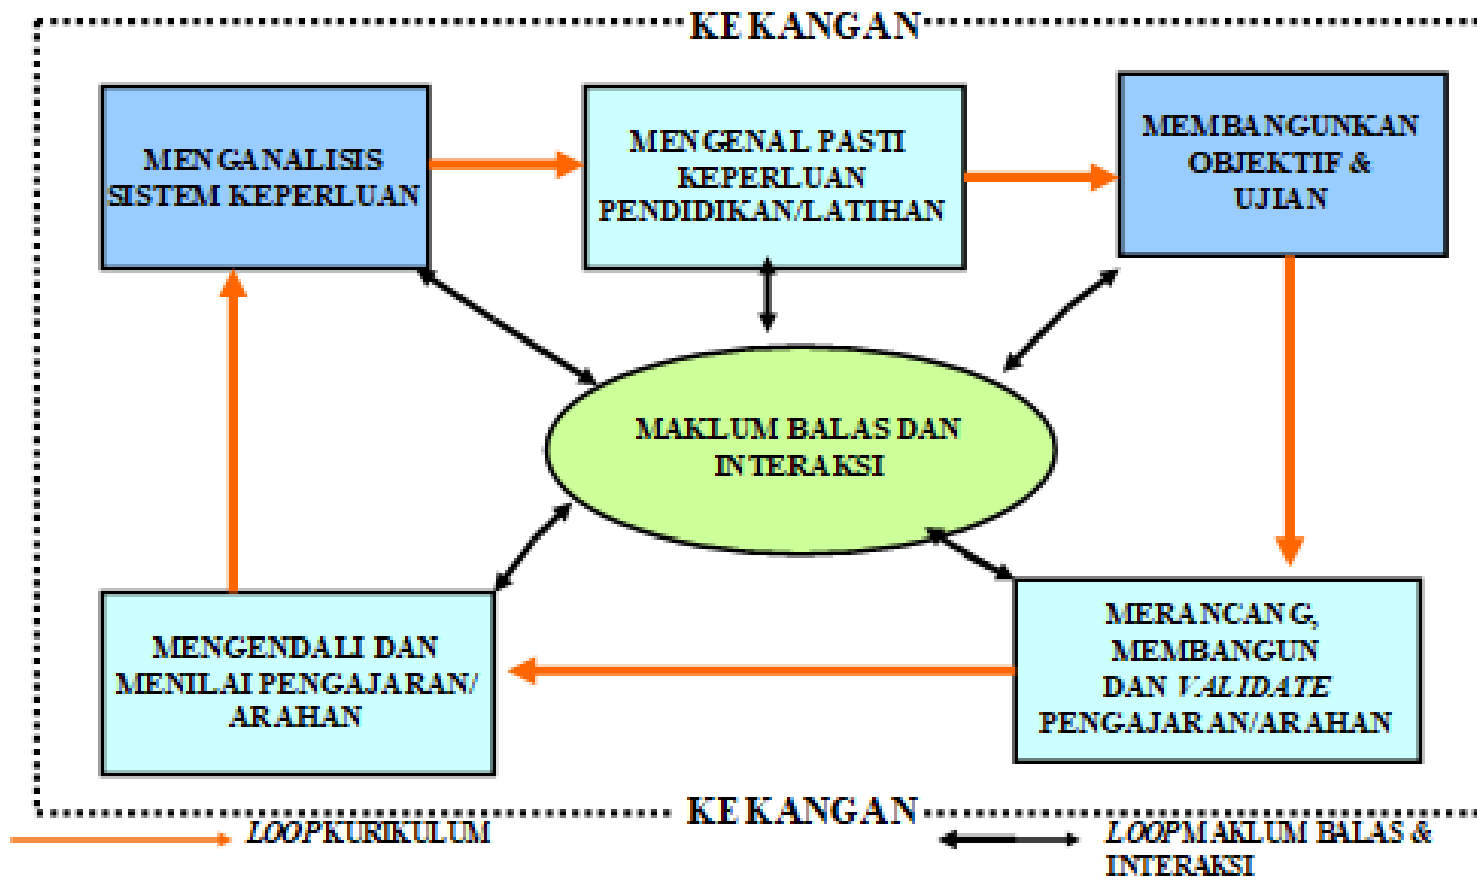 KEKANGAN
MENGANALISIS
SISTEM KEPERLUAN
MENGENAL PASTI
KEPERLUAN
PENDIDIKAN/LATIHAN
MEMBANGUNKAN
OBJEKTIF &
UJIAN
MAKLUM BALAS DAN
INTERAKSI
MENGENDALI DAN
MENILAI PENGAJARAN/
ARAHAN
MERANCANG,
MEMBANGUN
DAN VALIDATE
PENGAJARAN/ARAHAN
KEKANGAN
LOOP KURIKULUM
LOOP MAKLUM BALAS &
INTERAKSI